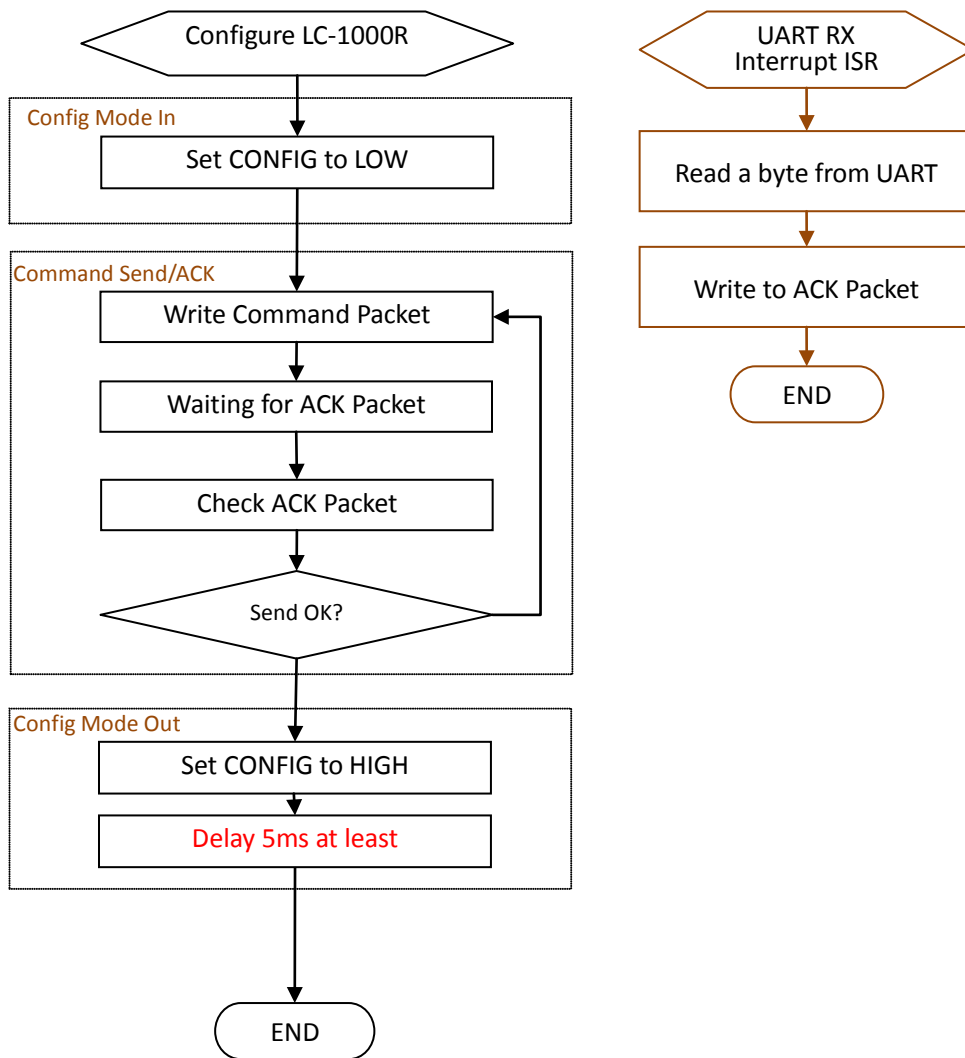 Configure LC-1000R
Config Mode In
Set CONFIG to LOW
Command Send/ACK
Write Command Packet
Waiting for ACK Packet
Check ACK Packet
Send OK?
Config Mode Out
Set CONFIG to HIGH
Delay 5ms at least
END
UART RX
Interrupt ISR
Read a byte from UART
Write to ACK Packet
END